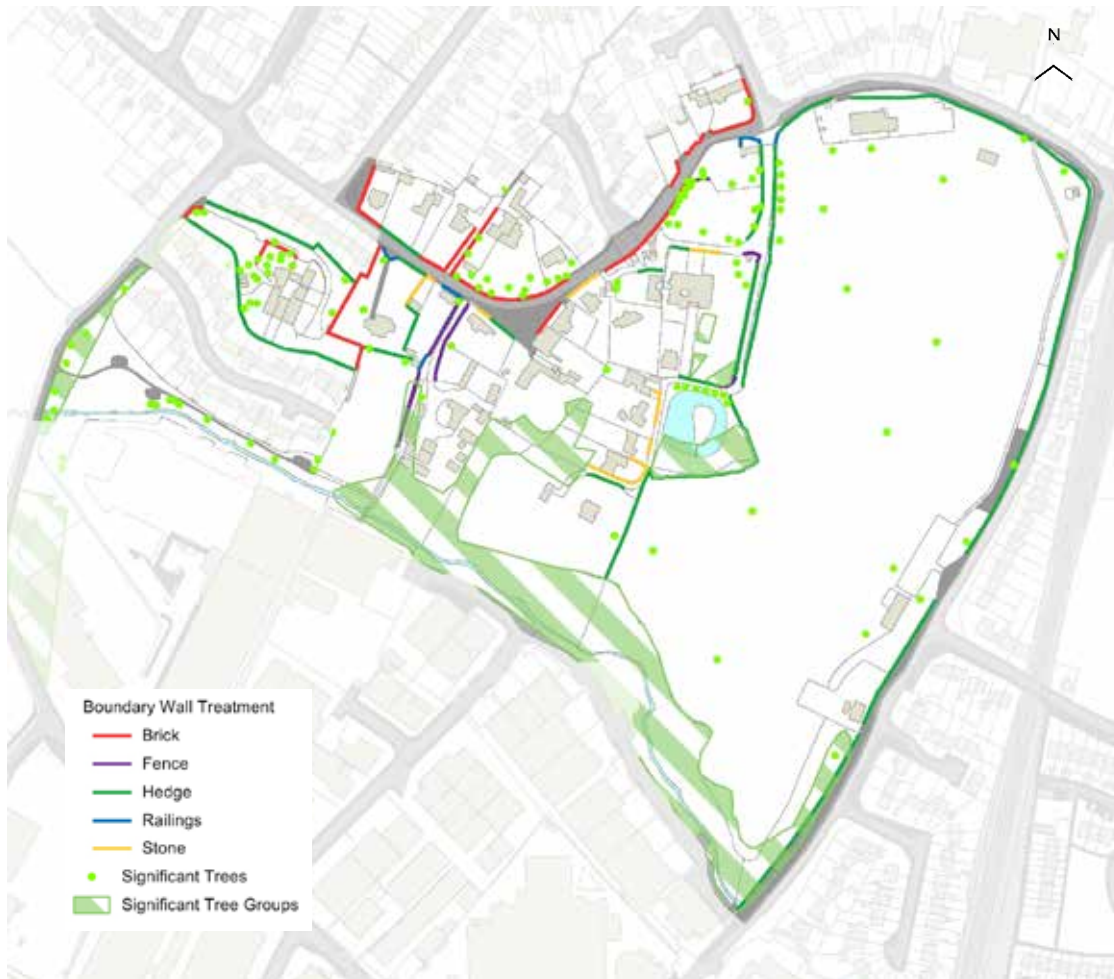 N
Boundary Wall Treatment
Brick
Fence
Hedge
Railings
Stone
Significant Trees
Significant Tree Groups